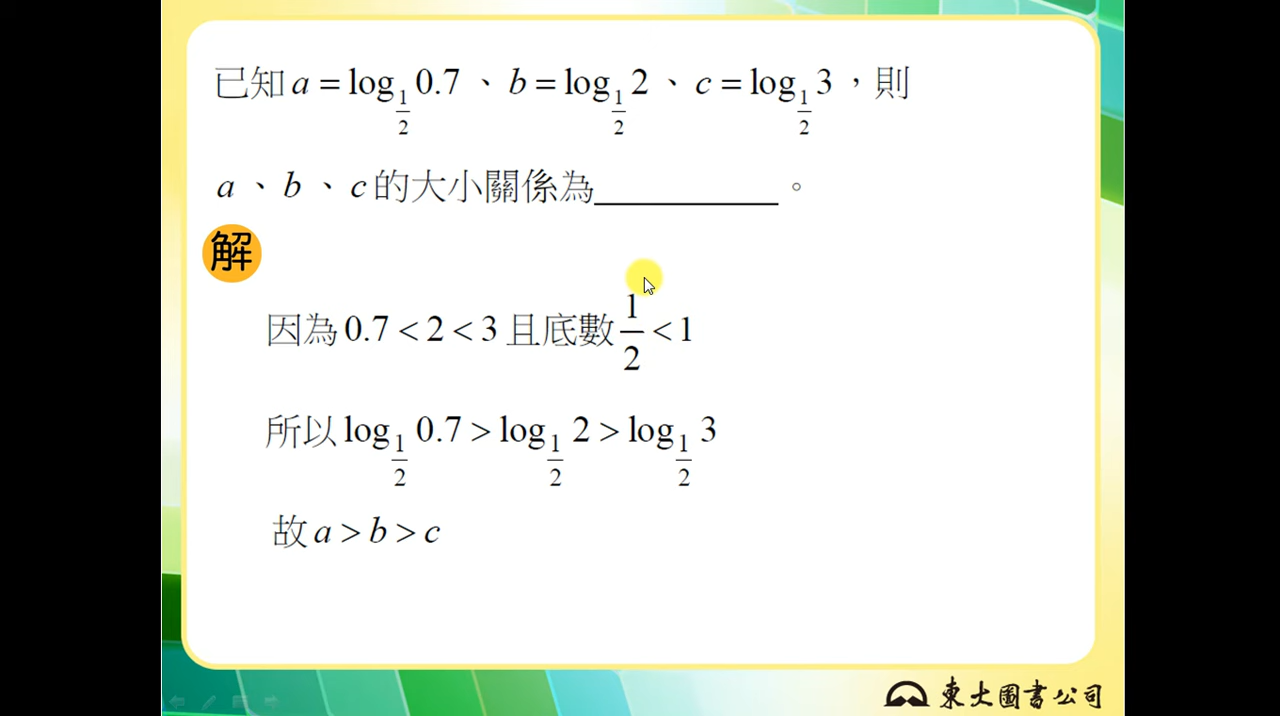 已知 a = log_{1/2} 0.7 、 b = log_{1/2} 2 、 c = log_{1/2} 3 ，則
a 、 b 、 c 的大小關係為__________。
解
因為 0.7 < 2 < 3 且底數 1/2 < 1
所以 log_{1/2} 0.7 > log_{1/2} 2 > log_{1/2} 3
故 a > b > c
東大圖書公司